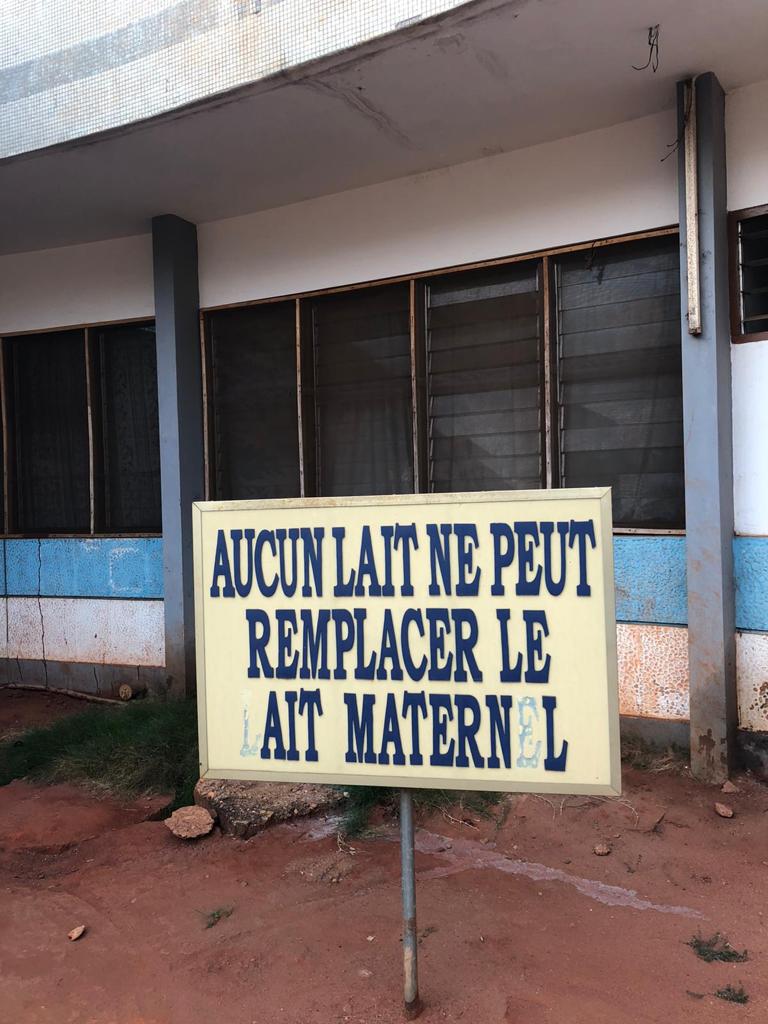 AUCUN LAIT NE PEUT
REMPLACER LE
LAIT MATERNEL